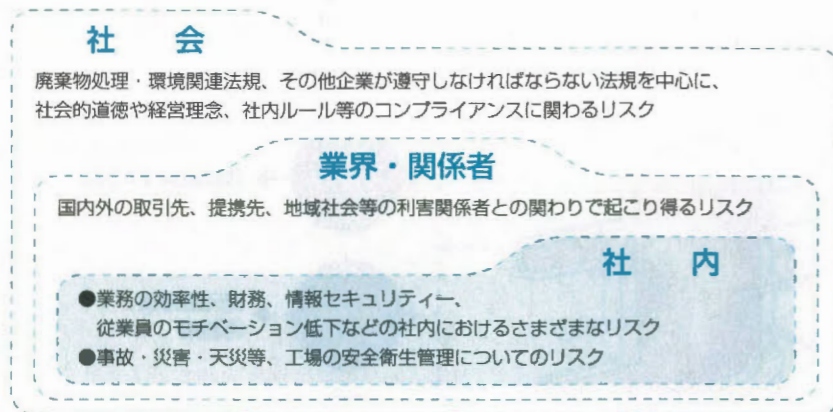 社　会
廃棄物処理・環境関連法規、その他企業が遵守しなければならない法規を中心に、
社会的道徳や経営理念、社内ルール等のコンプライアンスに関わるリスク
業界・関係者
国内外の取引先、提携先、地域社会等の利害関係者との関わりで起こり得るリスク
社　内
●業務の効率性、財務、情報セキュリティー、
従業員のモチベーション低下などの社内におけるさまざまなリスク
●事故・災害・天災等、工場の安全衛生管理についてのリスク